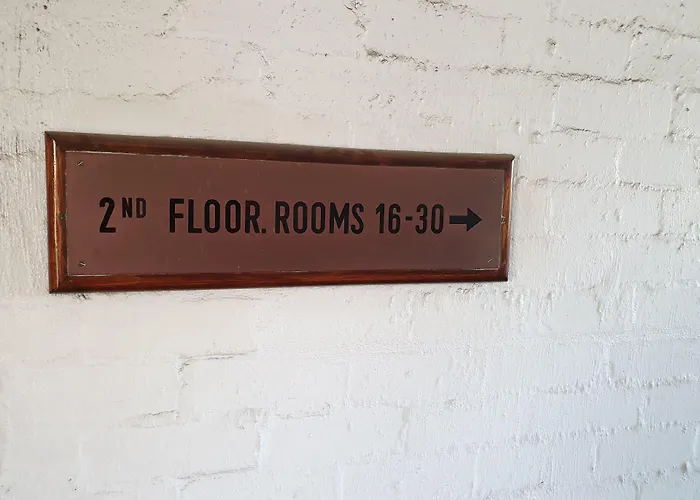 2ND FLOOR. ROOMS 16-30 →